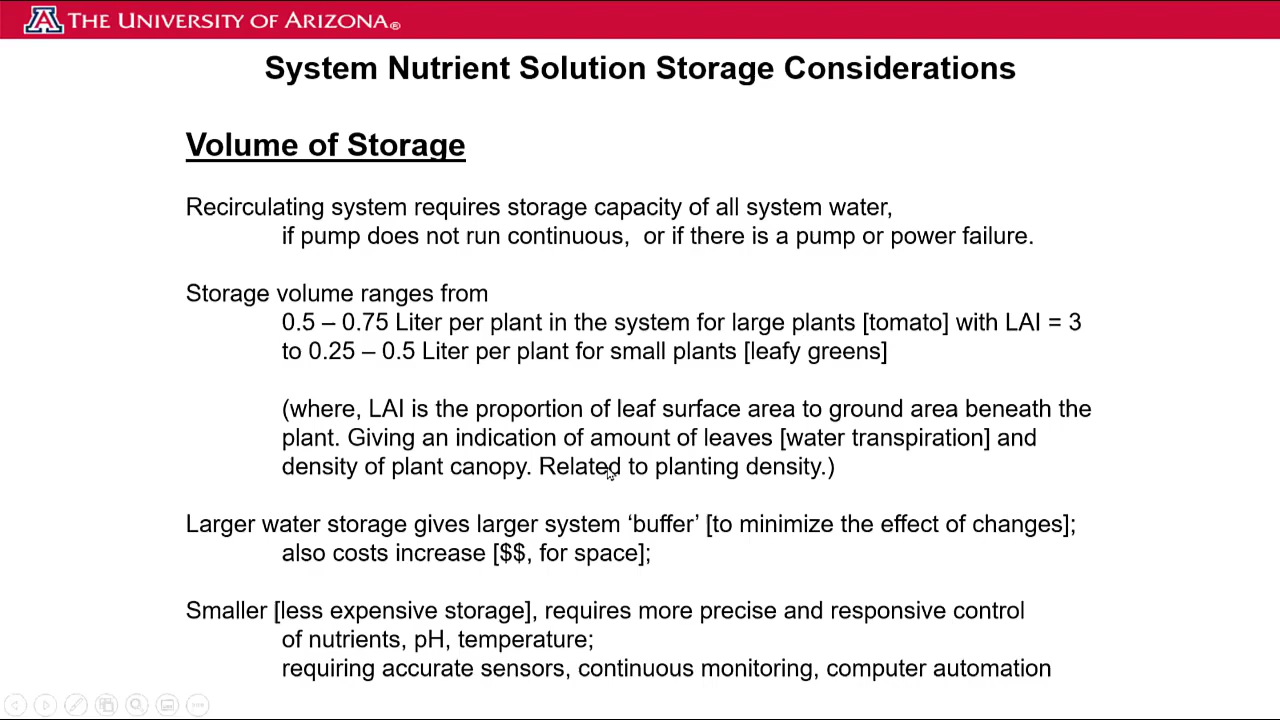 THE UNIVERSITY OF ARIZONA®
System Nutrient Solution Storage Considerations
Volume of Storage
Recirculating system requires storage capacity of all system water,
if pump does not run continuous,  or if there is a pump or power failure.
Storage volume ranges from
0.5 – 0.75 Liter per plant in the system for large plants [tomato] with LAI = 3
to 0.25 – 0.5 Liter per plant for small plants [leafy greens]
(where, LAI is the proportion of leaf surface area to ground area beneath the
plant. Giving an indication of amount of leaves [water transpiration] and
density of plant canopy. Related to planting density.)
Larger water storage gives larger system ‘buffer’ [to minimize the effect of changes];
also costs increase [$$, for space];
Smaller [less expensive storage], requires more precise and responsive control
of nutrients, pH, temperature;
requiring accurate sensors, continuous monitoring, computer automation